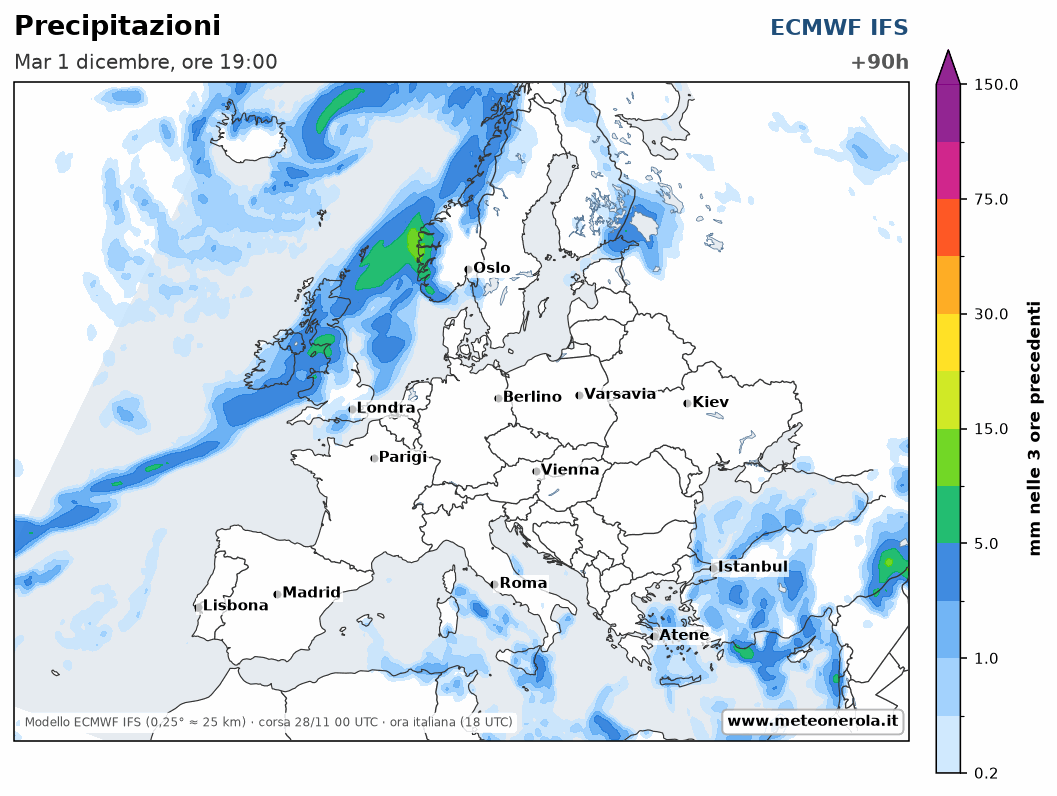 Precipitazioni
ECMWF IFS
Mar 1 dicembre, ore 19:00
+90h
150.0
75.0
30.0
15.0
5.0
1.0
0.2
mm nelle 3 ore precedenti
Oslo
Berlino
Varsavia
Kiev
Londra
Parigi
Vienna
Istanbul
Roma
Madrid
Lisbona
Atene
Modello ECMWF IFS (0,25° ≈ 25 km) · corsa 28/11 00 UTC · ora italiana (18 UTC)
www.meteonerola.it